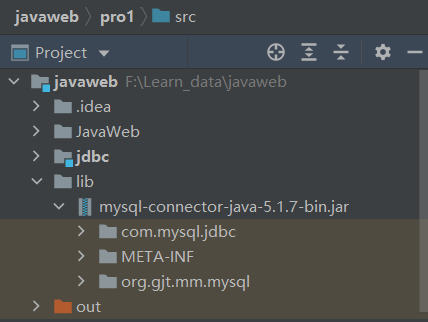 javaweb pro1 src
Project
javaweb F:\Learn_data\javaweb
.idea
JavaWeb
jdbc
lib
mysql-connector-java-5.1.7-bin.jar
com.mysql.jdbc
META-INF
org.gjt.mm.mysql
out